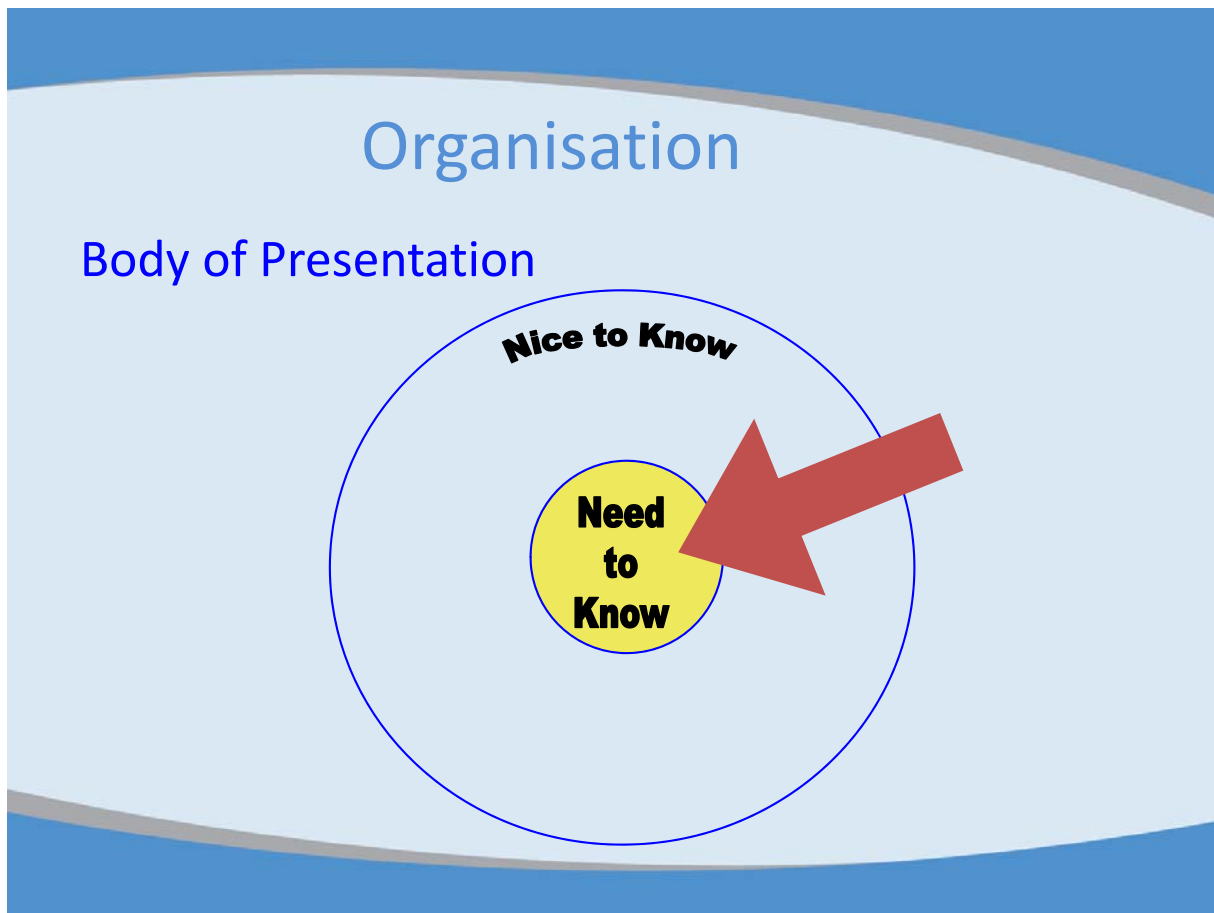 Organisation
Body of Presentation
Nice to Know
Need
to
Know